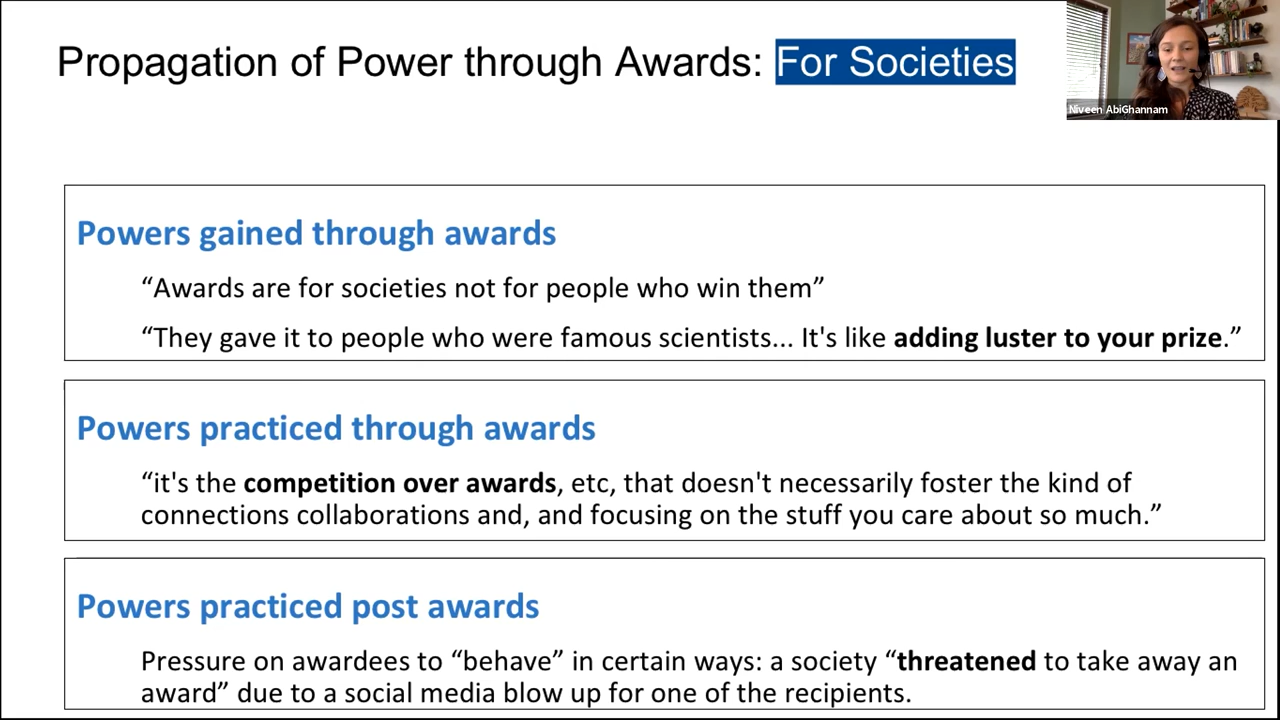 Propagation of Power through Awards: For Societies
Niveen AbiGhannam
Powers gained through awards
“Awards are for societies not for people who win them”
“They gave it to people who were famous scientists... It's like adding luster to your prize.”
Powers practiced through awards
“it's the competition over awards, etc, that doesn't necessarily foster the kind of
connections collaborations and, and focusing on the stuff you care about so much.”
Powers practiced post awards
Pressure on awardees to “behave” in certain ways: a society “threatened to take away an
award” due to a social media blow up for one of the recipients.